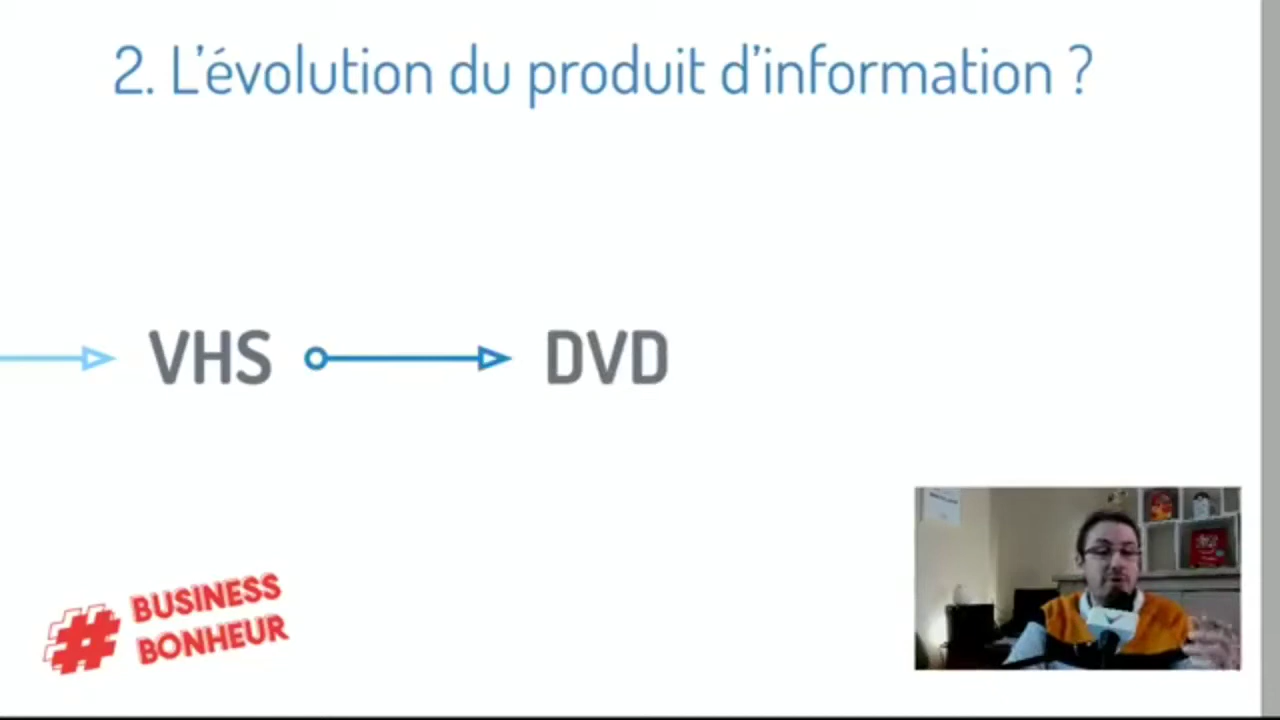 2. L'évolution du produit d'information ?
VHS
DVD
# BUSINESS
BONHEUR